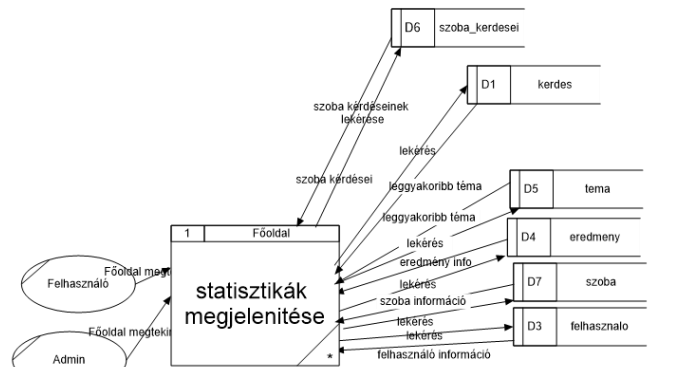 D6 szoba_kerdesei
D1 kerdes
szoba kérdéseinek
lekérése
lekérés
szoba kérdései
leggyakoribb téma
D5 tema
leggyakoribb téma
1 Főoldal
D4 eredmeny
lekérés
eredmény info
Főoldal
Felhasználó
D7 szoba
lekérés
statisztikák
megjelenitése
szoba információ
lekérés
D3 felhasznalo
Főoldal
lekérés
felhasználó információ
Admin
*